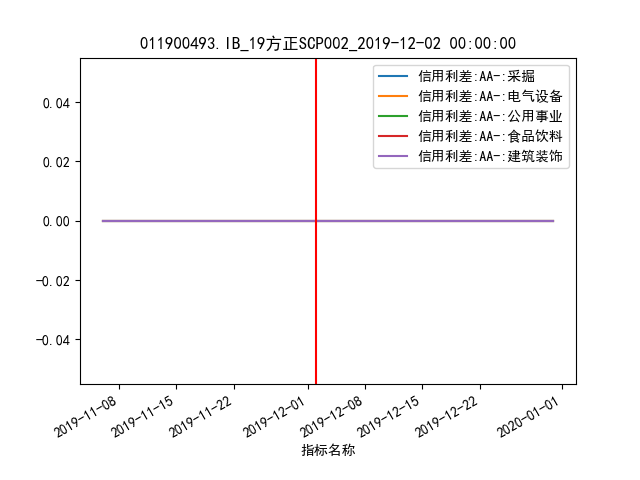 011900493.IB_19方正SCP002_2019-12-02 00:00:00
信用利差:AA-:采掘
信用利差:AA-:电气设备
信用利差:AA-:公用事业
信用利差:AA-:食品饮料
信用利差:AA-:建筑装饰
0.04
0.02
0.00
-0.02
-0.04
2019-11-08
2019-11-15
2019-11-22
2019-12-01
2019-12-08
2019-12-15
2019-12-22
2020-01-01
指标名称